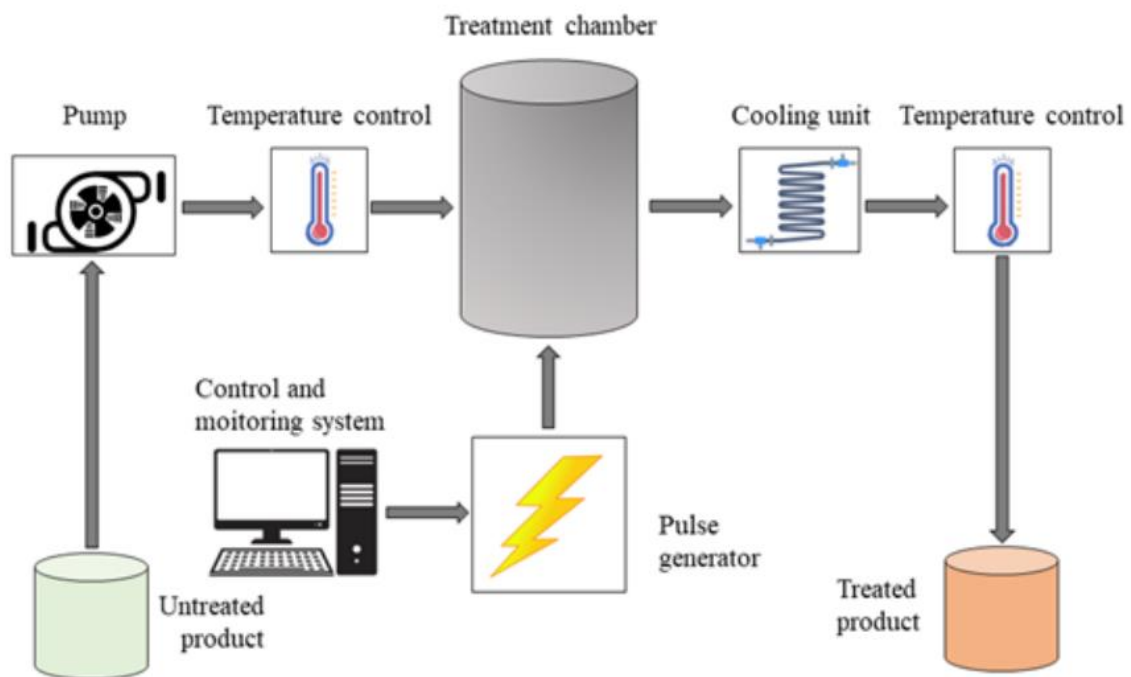 Treatment chamber
Pump
Temperature control
Cooling unit
Temperature control
Control and
moitoring system
Pulse
generator
Untreated
product
Treated
product